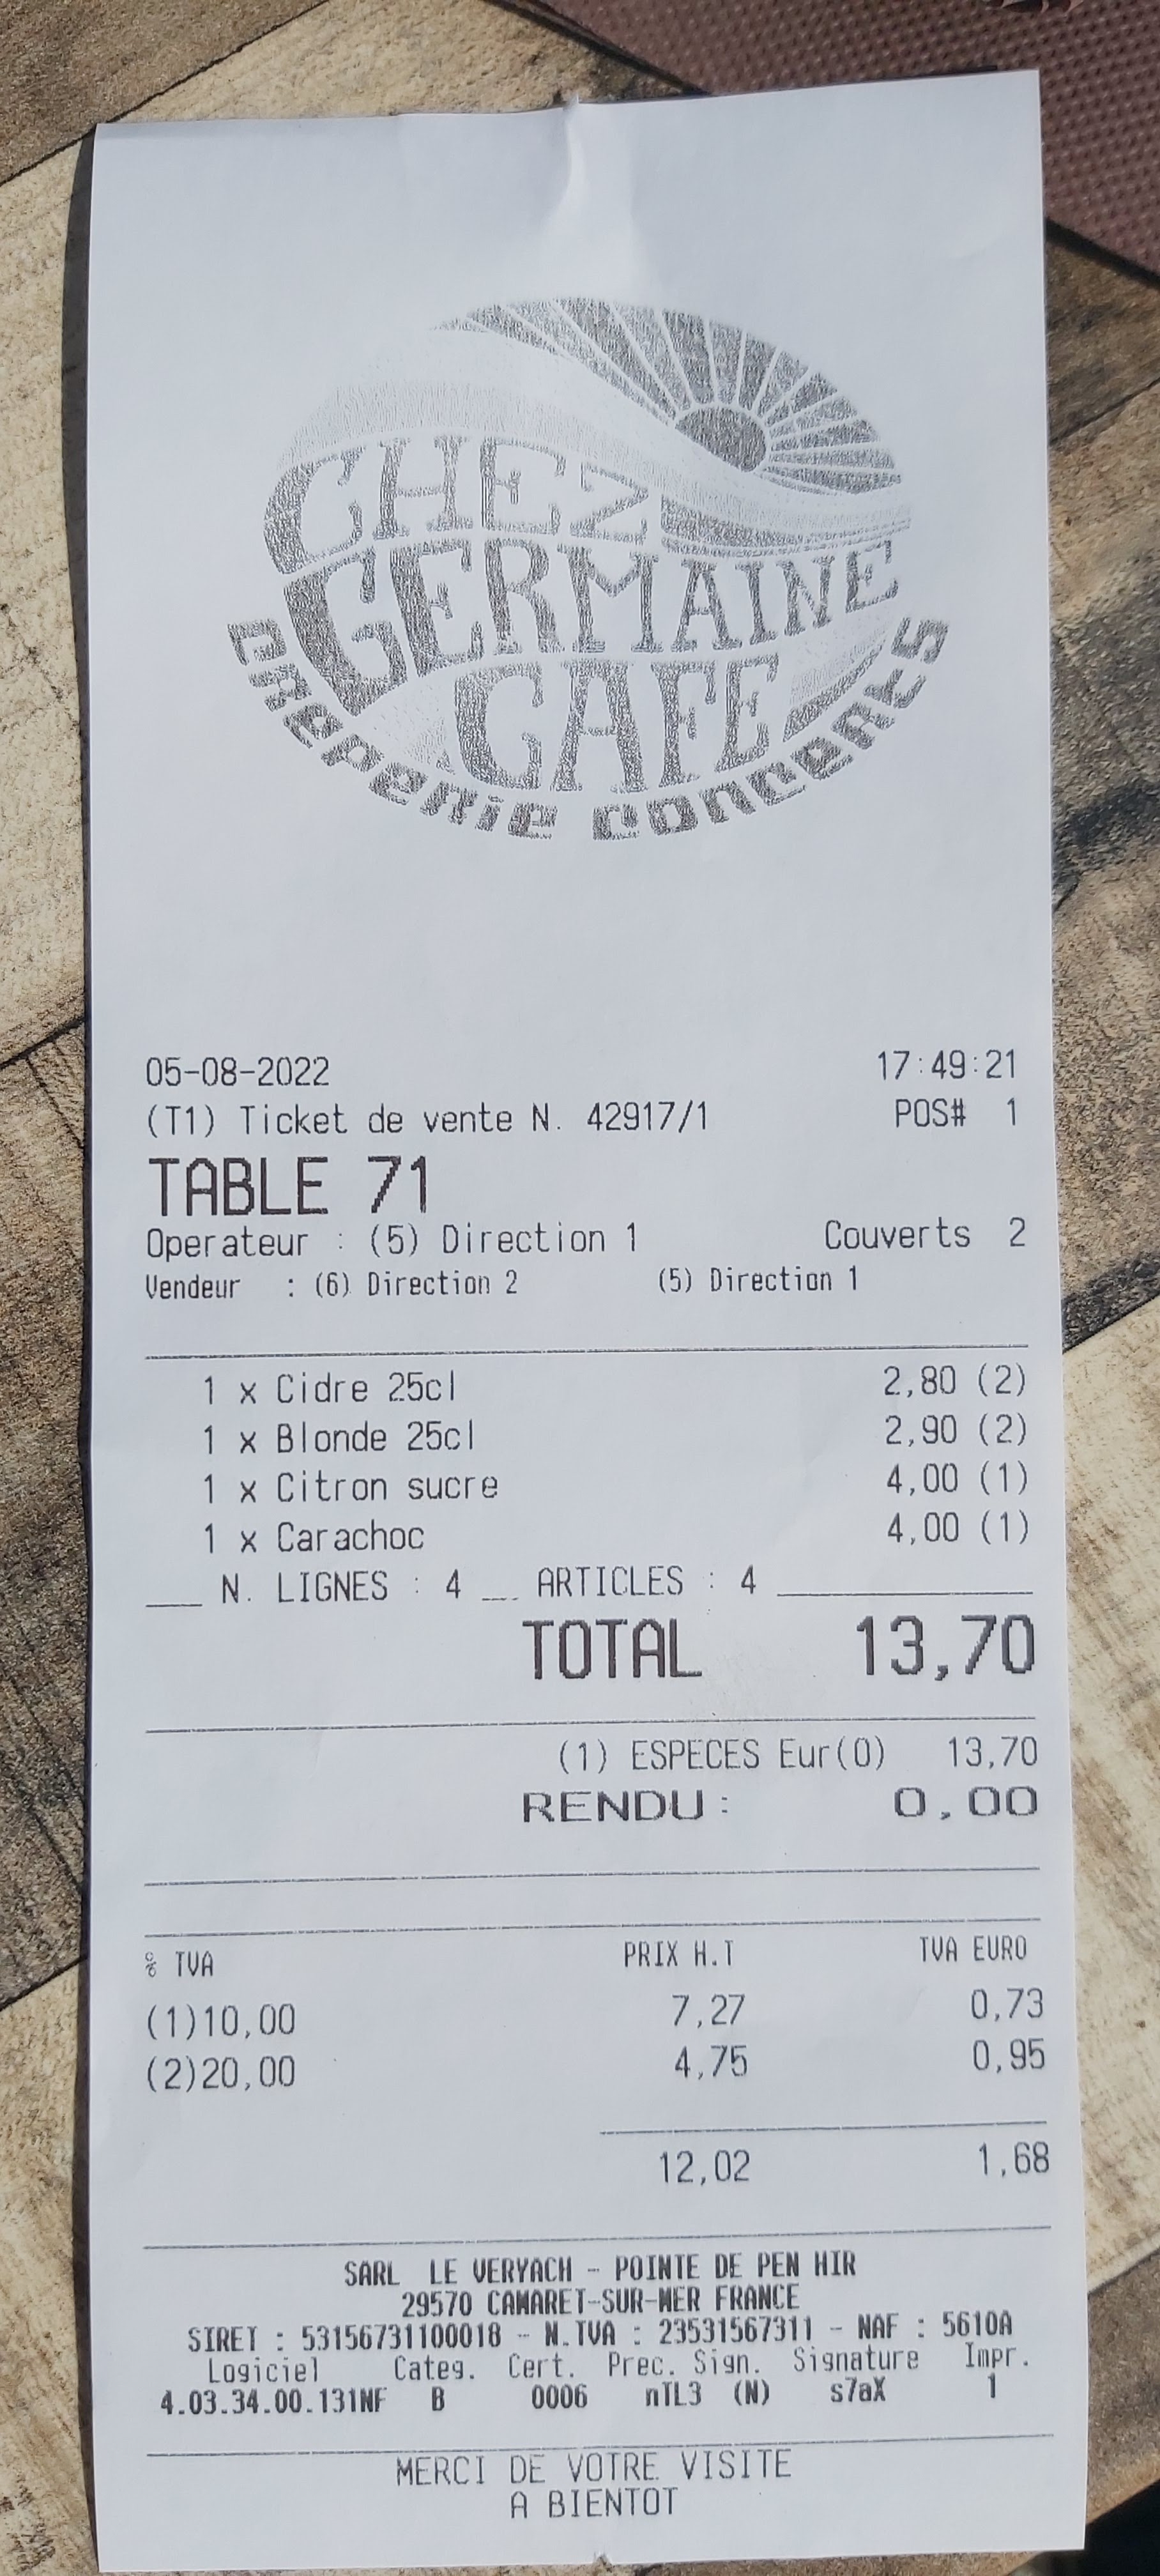 CHEZ
GERMAINE
CAFE
CREPERIE CONCERTS
05-08-2022 17:49:21
(T1) Ticket de vente N. 42917/1 POS# 1
TABLE 71
Operateur : (5) Direction 1 Couverts 2
Vendeur : (6) Direction 2 (5) Direction 1
1 x Cidre 25cl 2,80 (2)
1 x Blonde 25cl 2,90 (2)
1 x Citron sucre 4,00 (1)
1 x Carachoc 4,00 (1)
N. LIGNES : 4 ARTICLES : 4
TOTAL 13,70
(1) ESPECES Eur(0) 13,70
RENDU: 0,00
% TVA PRIX H.T TVA EURO
(1)10,00 7,27 0,73
(2)20,00 4,75 0,95
12,02 1,68
SARL LE VERYACH - POINTE DE PEN HIR
29570 CAMARET-SUR-MER FRANCE
SIRET : 53156731100018 - N.TVA : 23531567311 - NAF : 5610A
Logiciel Categ. Cert. Prec. Sign. Signature Impr.
4.03.34.00.131NF B 0006 nTL3 (N) s7aX 1
MERCI DE VOTRE VISITE
A BIENTOT